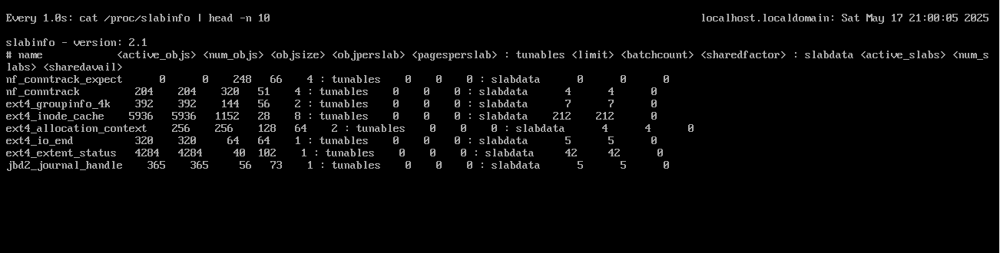 Every 1.0s: cat /proc/slabinfo | head -n 10 localhost.localdomain: Sat May 17 21:00:05 2025
slabinfo - version: 2.1
# name <active_objs> <num_objs> <objsize> <objperslab> <pagesperslab> : tunables <limit> <batchcount> <sharedfactor> : slabdata <active_slabs> <num_s
labs> <sharedavail>
nf_conntrack_expect 0 0 248 66 4 : tunables 0 0 0 : slabdata 0 0 0
nf_conntrack 204 204 320 51 4 : tunables 0 0 0 : slabdata 4 4 0
ext4_groupinfo_4k 392 392 144 56 2 : tunables 0 0 0 : slabdata 7 7 0
ext4_inode_cache 5936 5936 1152 28 8 : tunables 0 0 0 : slabdata 212 212 0
ext4_allocation_context 256 256 128 64 2 : tunables 0 0 0 : slabdata 4 4 0
ext4_io_end 320 320 64 64 1 : tunables 0 0 0 : slabdata 5 5 0
ext4_extent_status 4284 4284 40 102 1 : tunables 0 0 0 : slabdata 42 42 0
jbd2_journal_handle 365 365 56 73 1 : tunables 0 0 0 : slabdata 5 5 0